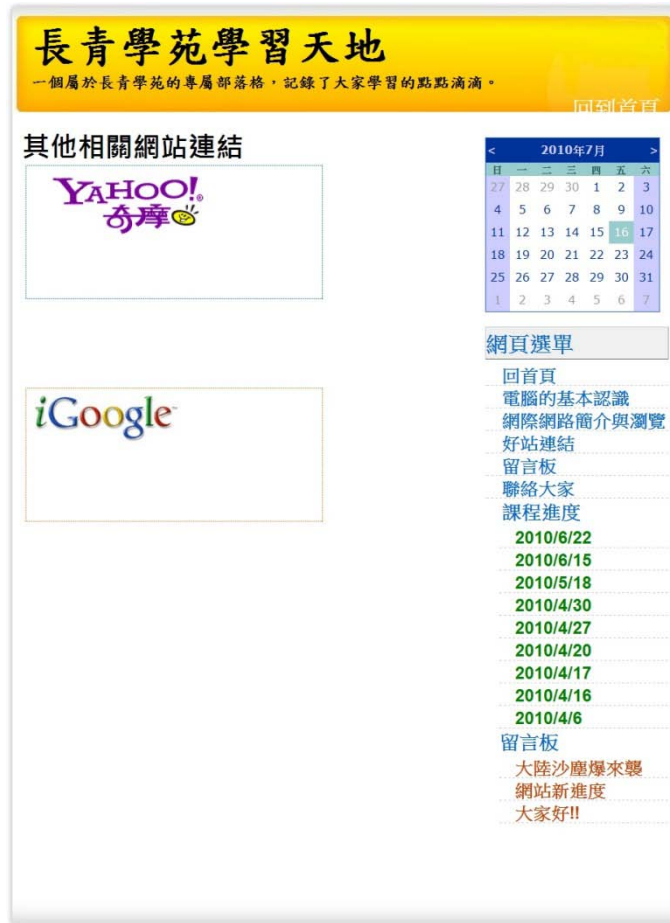 長青學苑學習天地
一個屬於長青學苑的專屬部落格，記錄了大家學習的點點滴滴。
回到首頁
其他相關網站連結
YAHOO!
奇摩
iGoogle
< 2010年7月 >
日 一 二 三 四 五 六
27 28 29 30 1 2 3
4 5 6 7 8 9 10
11 12 13 14 15 16 17
18 19 20 21 22 23 24
25 26 27 28 29 30 31
1 2 3 4 5 6 7
網頁選單
回首頁
電腦的基本認識
網際網路簡介與瀏覽
好站連結
留言板
聯絡大家
課程進度
2010/6/22
2010/6/15
2010/5/18
2010/4/30
2010/4/27
2010/4/20
2010/4/17
2010/4/16
2010/4/6
留言板
大陸沙塵爆來襲
網站新進度
大家好!!